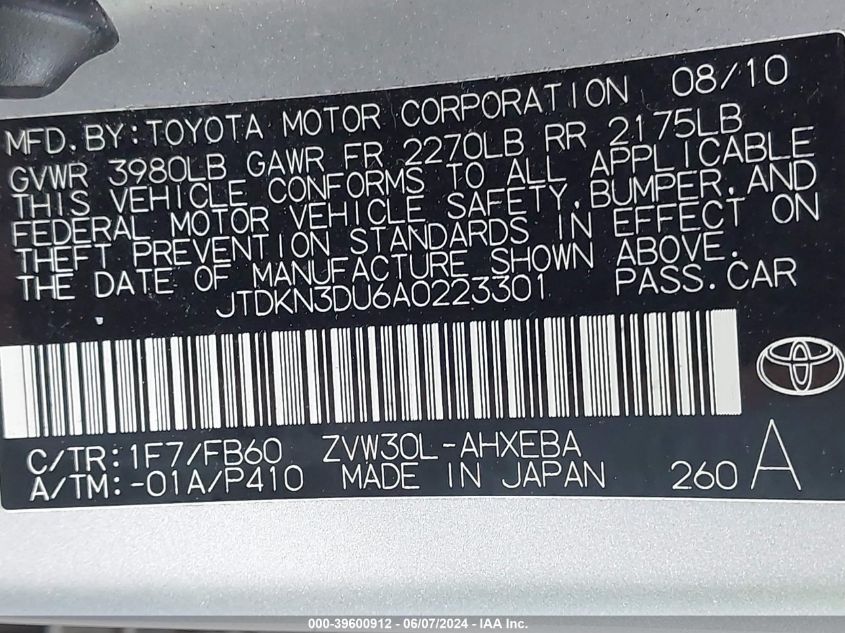 MFD. BY: TOYOTA MOTOR CORPORATION 08/10
GVWR 3980LB GAWR FR 2270LB RR 2175LB
THIS VEHICLE CONFORMS TO ALL APPLICABLE
FEDERAL MOTOR VEHICLE SAFETY, BUMPER, AND
THEFT PREVENTION STANDARDS IN EFFECT ON
THE DATE OF MANUFACTURE SHOWN ABOVE.
JTDKN3DU6A0223301 PASS. CAR
C/TR: 1F7/FB60 ZVW30L-AHXEBA
A/TM: -01A/P410 MADE IN JAPAN 260 A
000-39600912 - 06/07/2024 - IAA Inc.